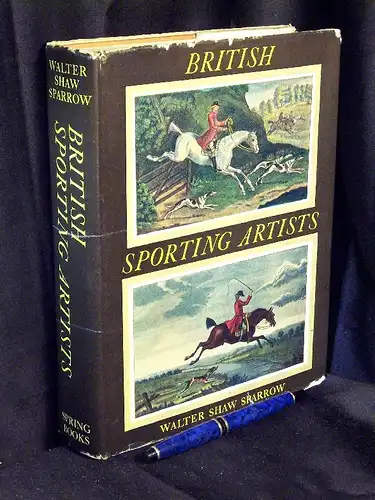 WALTER
SHAW
SPARROW
BRITISH
SPORTING ARTISTS
SPRING
BOOKS
BRITISH
SPORTING ARTISTS
WALTER SHAW SPARROW